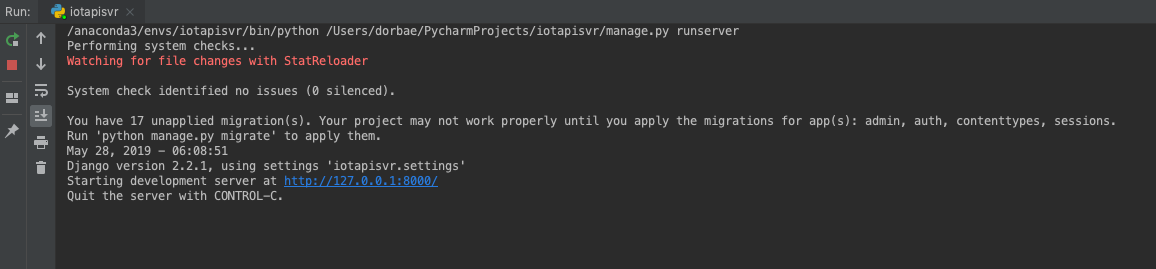 Run: iotapisvr
/anaconda3/envs/iotapisvr/bin/python /Users/dorbae/PycharmProjects/iotapisvr/manage.py runserver
Performing system checks...
Watching for file changes with StatReloader
System check identified no issues (0 silenced).
You have 17 unapplied migration(s). Your project may not work properly until you apply the migrations for app(s): admin, auth, contenttypes, sessions.
Run 'python manage.py migrate' to apply them.
May 28, 2019 - 06:08:51
Django version 2.2.1, using settings 'iotapisvr.settings'
Starting development server at http://127.0.0.1:8000/
Quit the server with CONTROL-C.